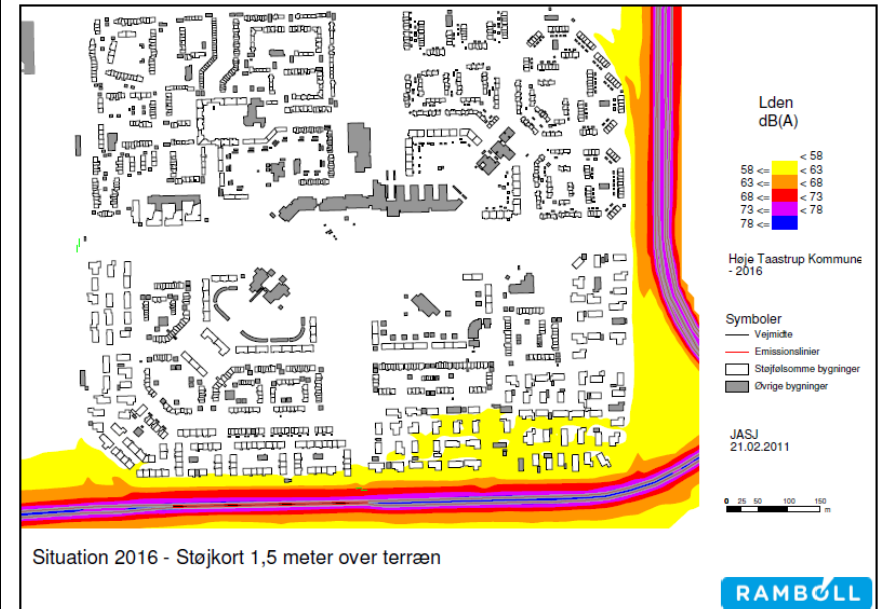 Lden
dB(A)
< 58
58 <= < 63
63 <= < 68
68 <= < 73
73 <= < 78
78 <=
Høje Taastrup Kommune
- 2016
Symboler
Vejmidte
Emissionslinier
Støjfølsomme bygninger
Øvrige bygninger
JASJ
21.02.2011
0 25 50 100 150
m
Situation 2016 - Støjkort 1,5 meter over terræn
RAMBOLL